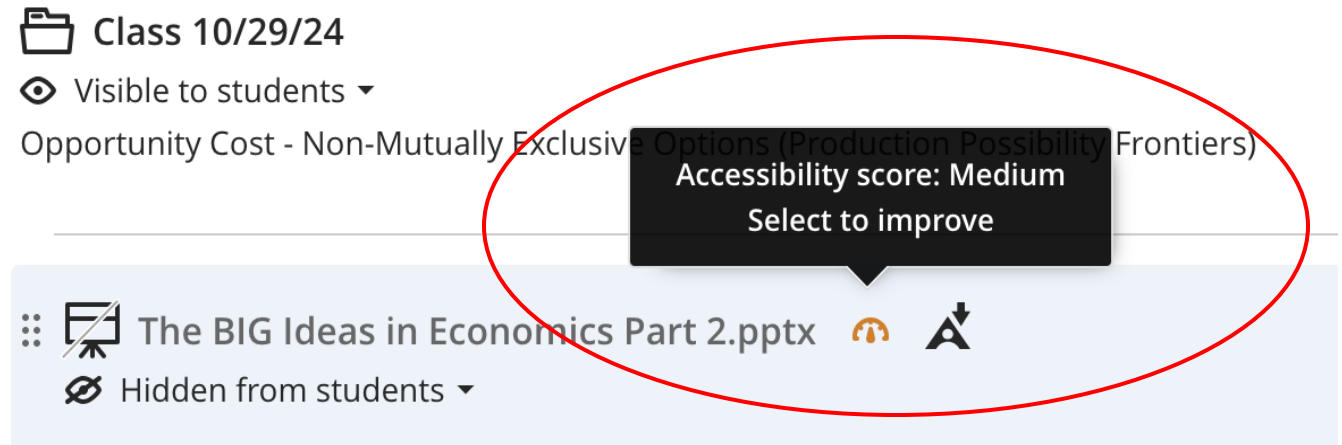 Class 10/29/24
Visible to students
Opportunity Cost - Non-Mutually Exclusive Options (Production Possibility Frontiers)
Accessibility score: Medium
Select to improve
The BIG Ideas in Economics Part 2.pptx
Hidden from students